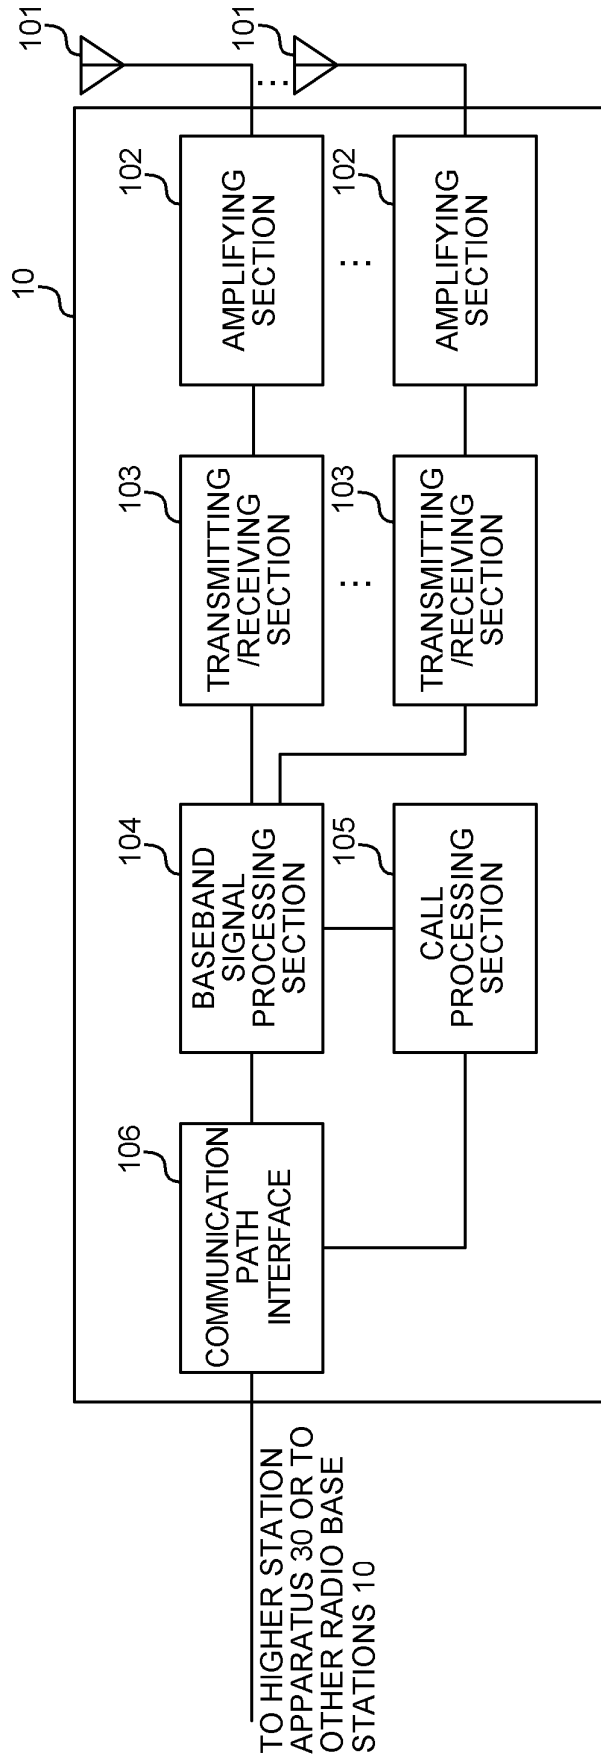 10
101
101
102
102
103
103
104
105
106
AMPLIFYING
SECTION
AMPLIFYING
SECTION
TRANSMITTING
/RECEIVING
SECTION
TRANSMITTING
/RECEIVING
SECTION
BASEBAND
SIGNAL
PROCESSING
SECTION
CALL
PROCESSING
SECTION
COMMUNICATION
PATH
INTERFACE
TO HIGHER STATION
APPARATUS 30 OR TO
OTHER RADIO BASE
STATIONS 10
...
...
...